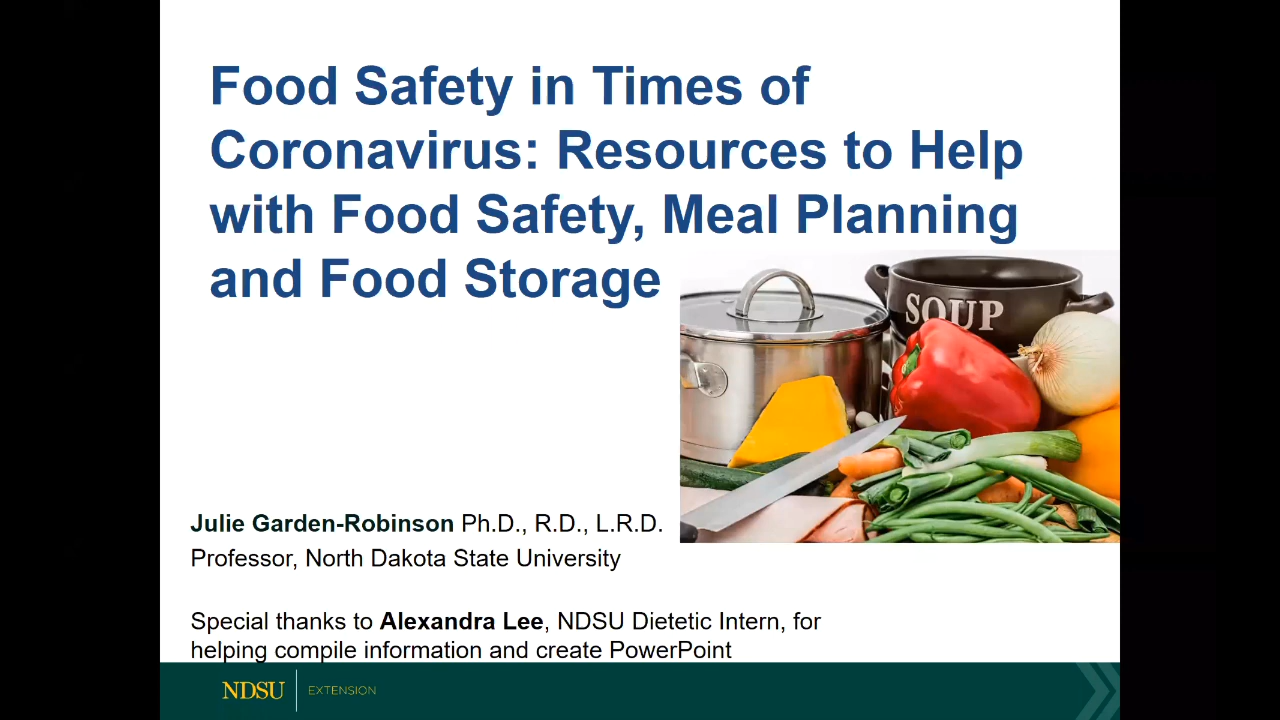 Food Safety in Times of
Coronavirus: Resources to Help
with Food Safety, Meal Planning
and Food Storage
SOUP
Julie Garden-Robinson Ph.D., R.D., L.R.D.
Professor, North Dakota State University
Special thanks to Alexandra Lee, NDSU Dietetic Intern, for
helping compile information and create PowerPoint
NDSU EXTENSION